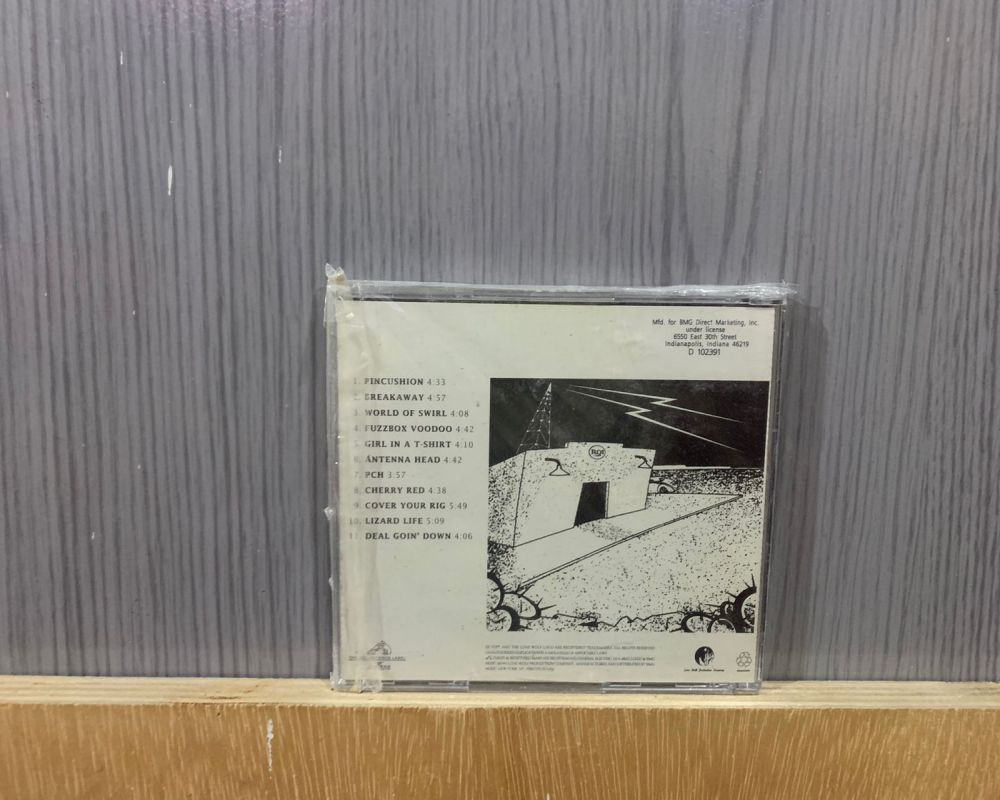 Mfd. for BMG Direct Marketing, Inc.
under license
6550 East 30th Street
Indianapolis, Indiana 46219
D 102391
1. PINCUSHION 4:33
2. BREAKAWAY 4:57
3. WORLD OF SWIRL 4:08
4. FUZZBOX VOODOO 4:42
5. GIRL IN A T-SHIRT 4:10
6. ANTENNA HEAD 4:42
7. PCH 3:57
8. CHERRY RED 4:38
9. COVER YOUR RIG 5:49
10. LIZARD LIFE 5:09
11. DEAL GOIN' DOWN 4:06
RCA